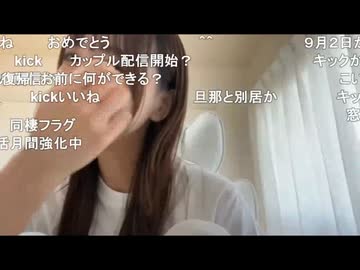 ね おめでとう ^^ 9月2日か
kick カップル配信開始？ キックか
復帰信お前に何ができる？ こし
kickいいね 旦那と別居か キッ
同棲フラグ 窓
活月間強化中